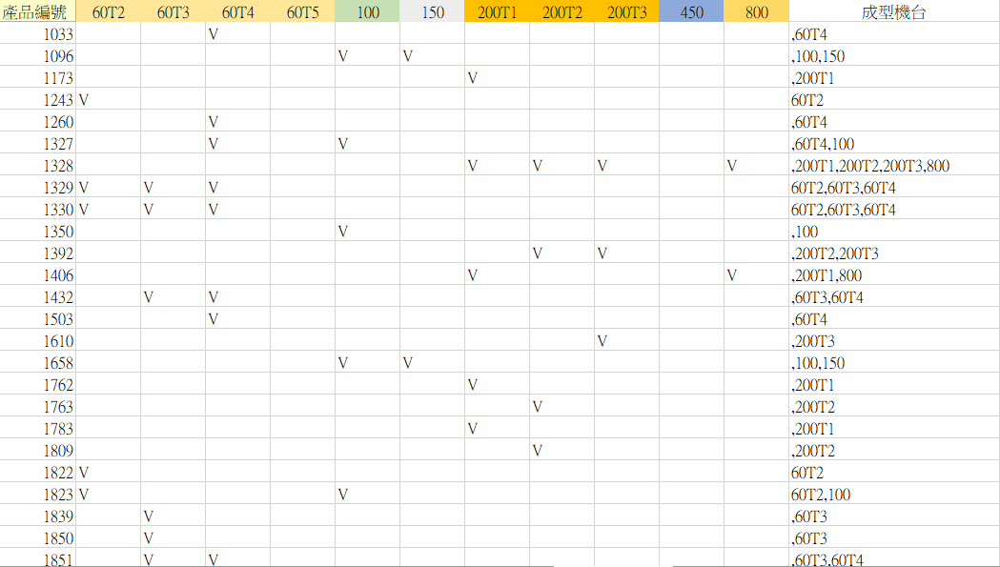 產品編號 60T2 60T3 60T4 60T5 100 150 200T1 200T2 200T3 450 800 成型機台
1033 V ,60T4
1096 V V ,100,150
1173 V ,200T1
1243 V 60T2
1260 V ,60T4
1327 V V ,60T4,100
1328 V V V V ,200T1,200T2,200T3,800
1329 V V V 60T2,60T3,60T4
1330 V V V 60T2,60T3,60T4
1350 V ,100
1392 V V ,200T2,200T3
1406 V V ,200T1,800
1432 V V ,60T3,60T4
1503 V ,60T4
1610 V ,200T3
1658 V V ,100,150
1762 V ,200T1
1763 V ,200T2
1783 V ,200T1
1809 V ,200T2
1822 V 60T2
1823 V V 60T2,100
1839 V ,60T3
1850 V ,60T3
1851 V V ,60T3,60T4